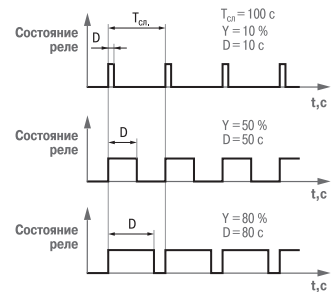 Состояние
реле
D
Tсл.
Tсл = 100 с
Y = 10 %
D = 10 с
t,с
Состояние
реле
D
Y = 50 %
D = 50 с
t,с
Состояние
реле
D
Y = 80 %
D = 80 с
t,с